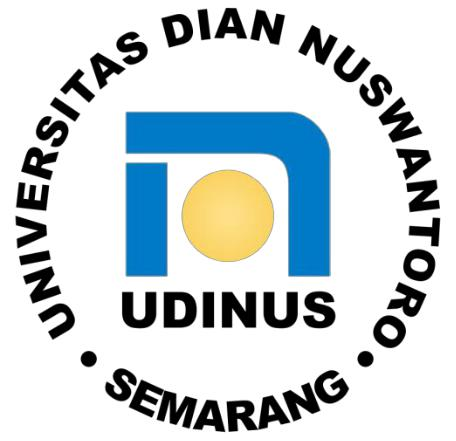 UNIVERSITAS DIAN NUSWANTORO
UDINUS
• SEMARANG •